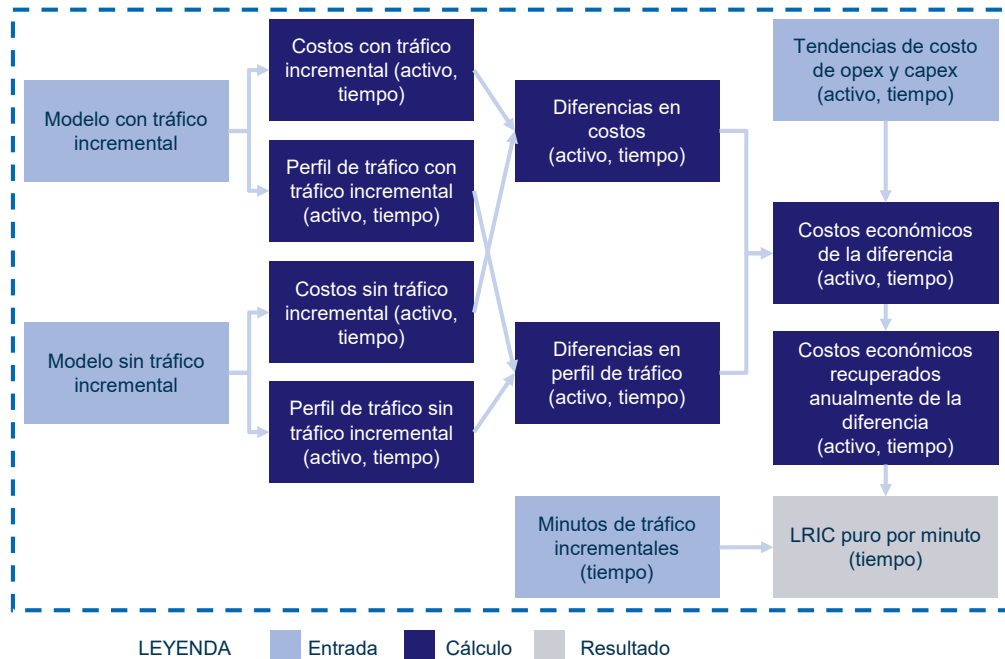 Modelo con tráfico
incremental
Modelo sin tráfico
incremental
Costos con tráfico
incremental (activo,
tiempo)
Perfil de tráfico con
tráfico incremental
(activo, tiempo)
Costos sin tráfico
incremental (activo,
tiempo)
Perfil de tráfico sin
tráfico incremental
(activo, tiempo)
Diferencias en
costos
(activo, tiempo)
Diferencias en
perfil de tráfico
(activo, tiempo)
Minutos de tráfico
incrementales
(tiempo)
Tendencias de costo
de opex y capex
(activo, tiempo)
Costos económicos
de la diferencia
(activo, tiempo)
Costos económicos
recuperados
anualmente de la
diferencia
(activo, tiempo)
LRIC puro por minuto
(tiempo)
LEYENDA
Entrada
Cálculo
Resultado